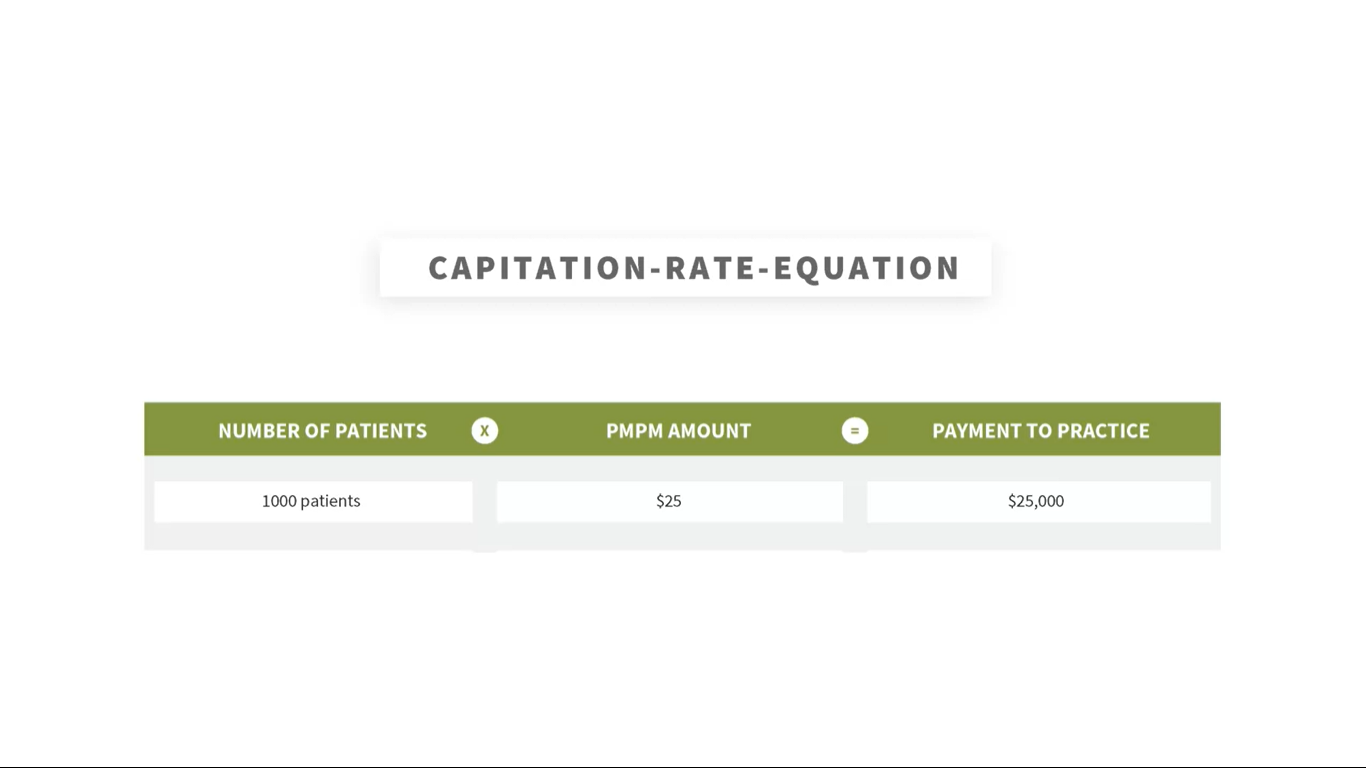 CAPITATION-RATE-EQUATION
NUMBER OF PATIENTS X PMPM AMOUNT = PAYMENT TO PRACTICE
1000 patients $25 $25,000